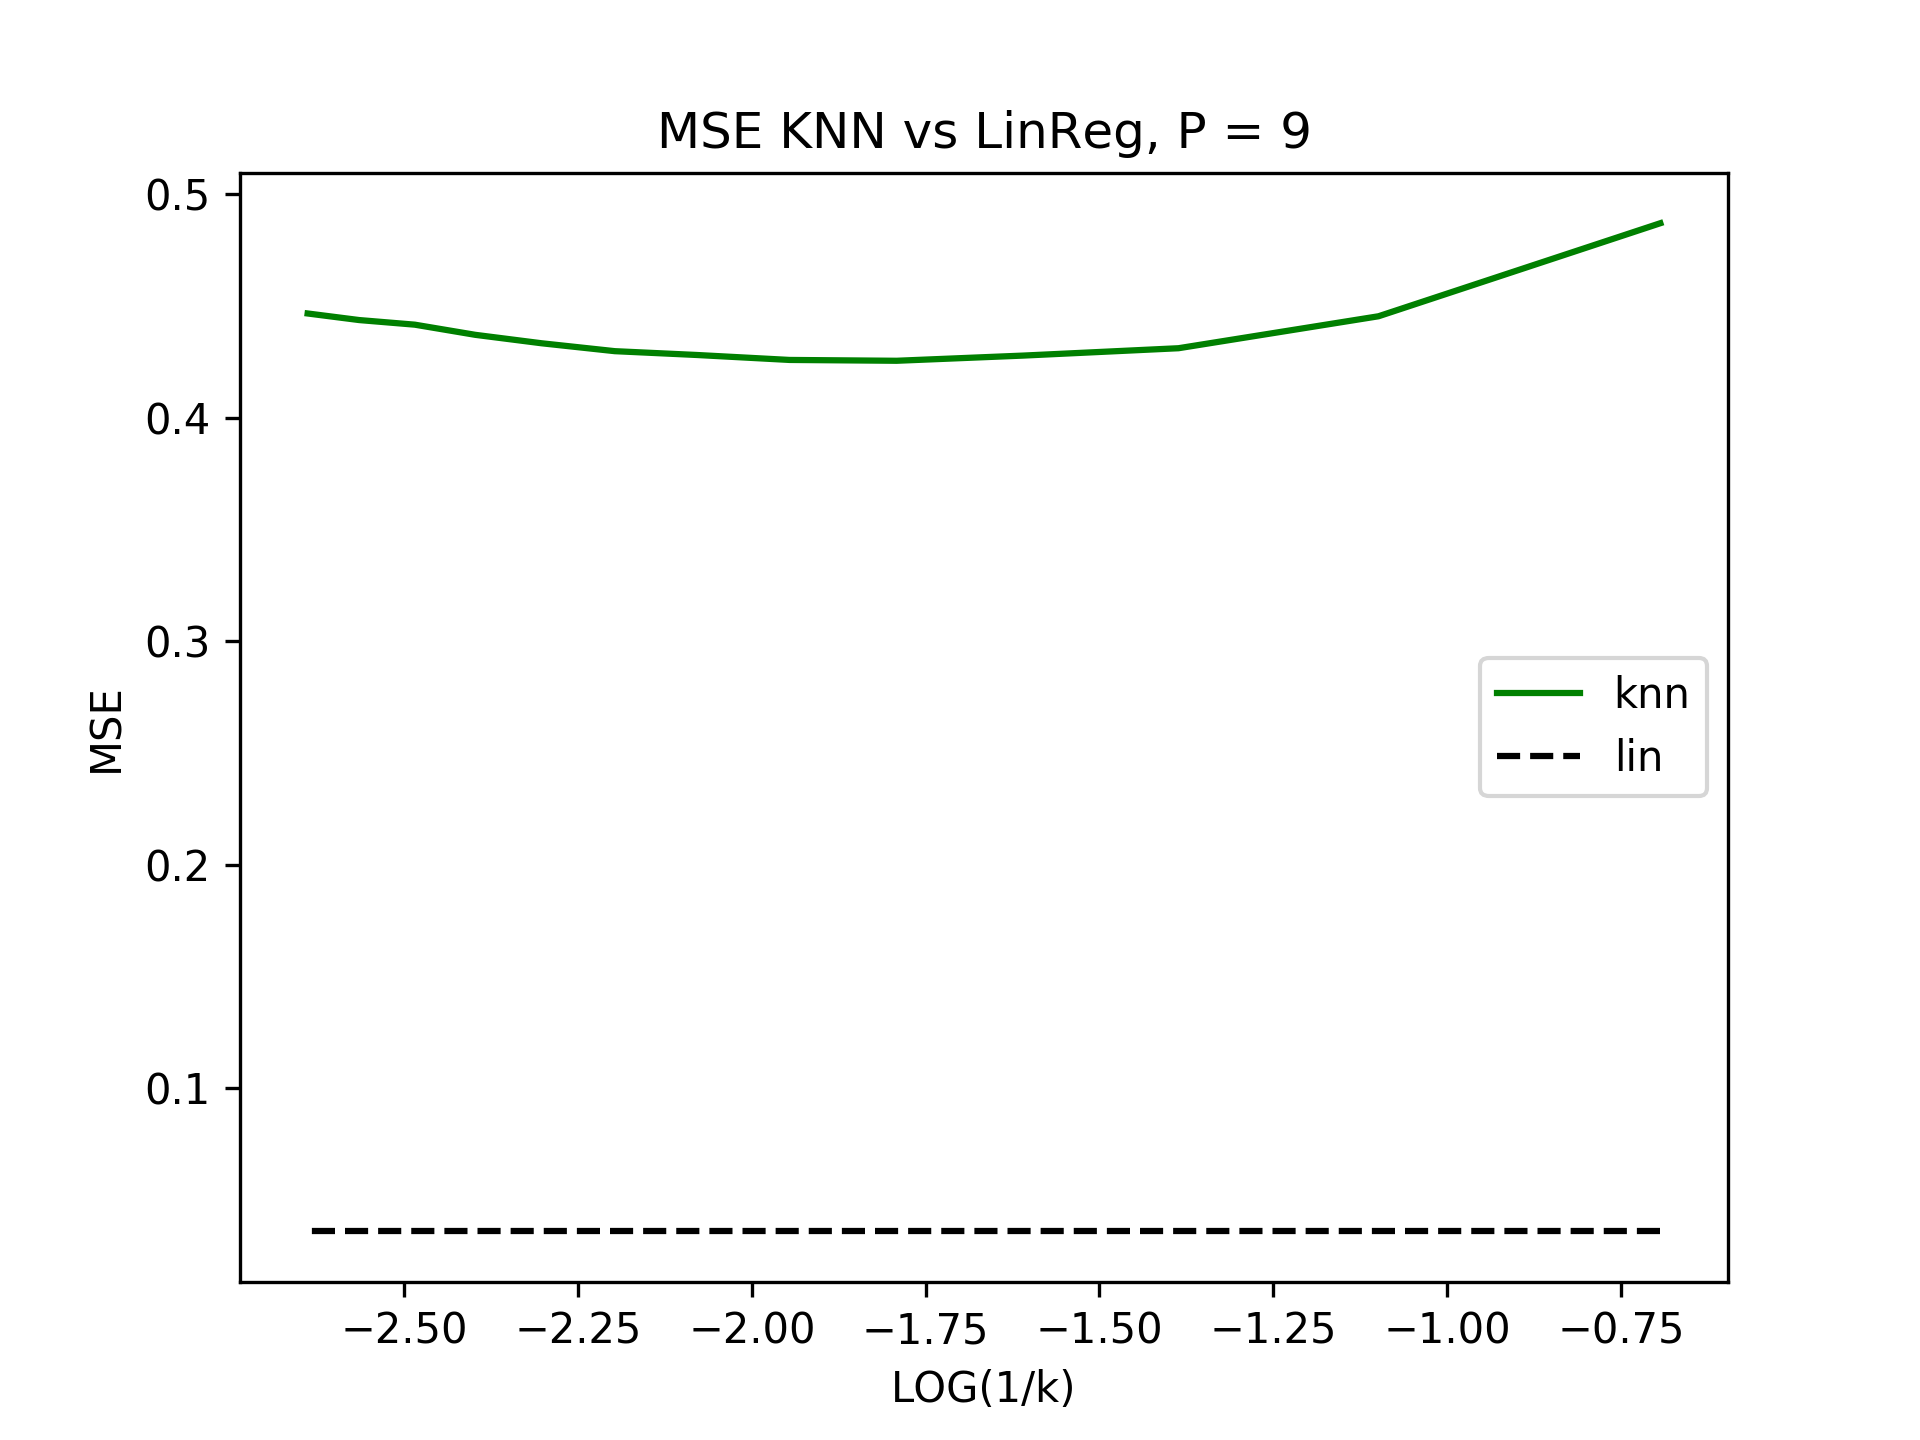 MSE KNN vs LinReg, P = 9
0.5
0.4
0.3
0.2
0.1
MSE
knn
lin
−2.50 −2.25 −2.00 −1.75 −1.50 −1.25 −1.00 −0.75
LOG(1/k)